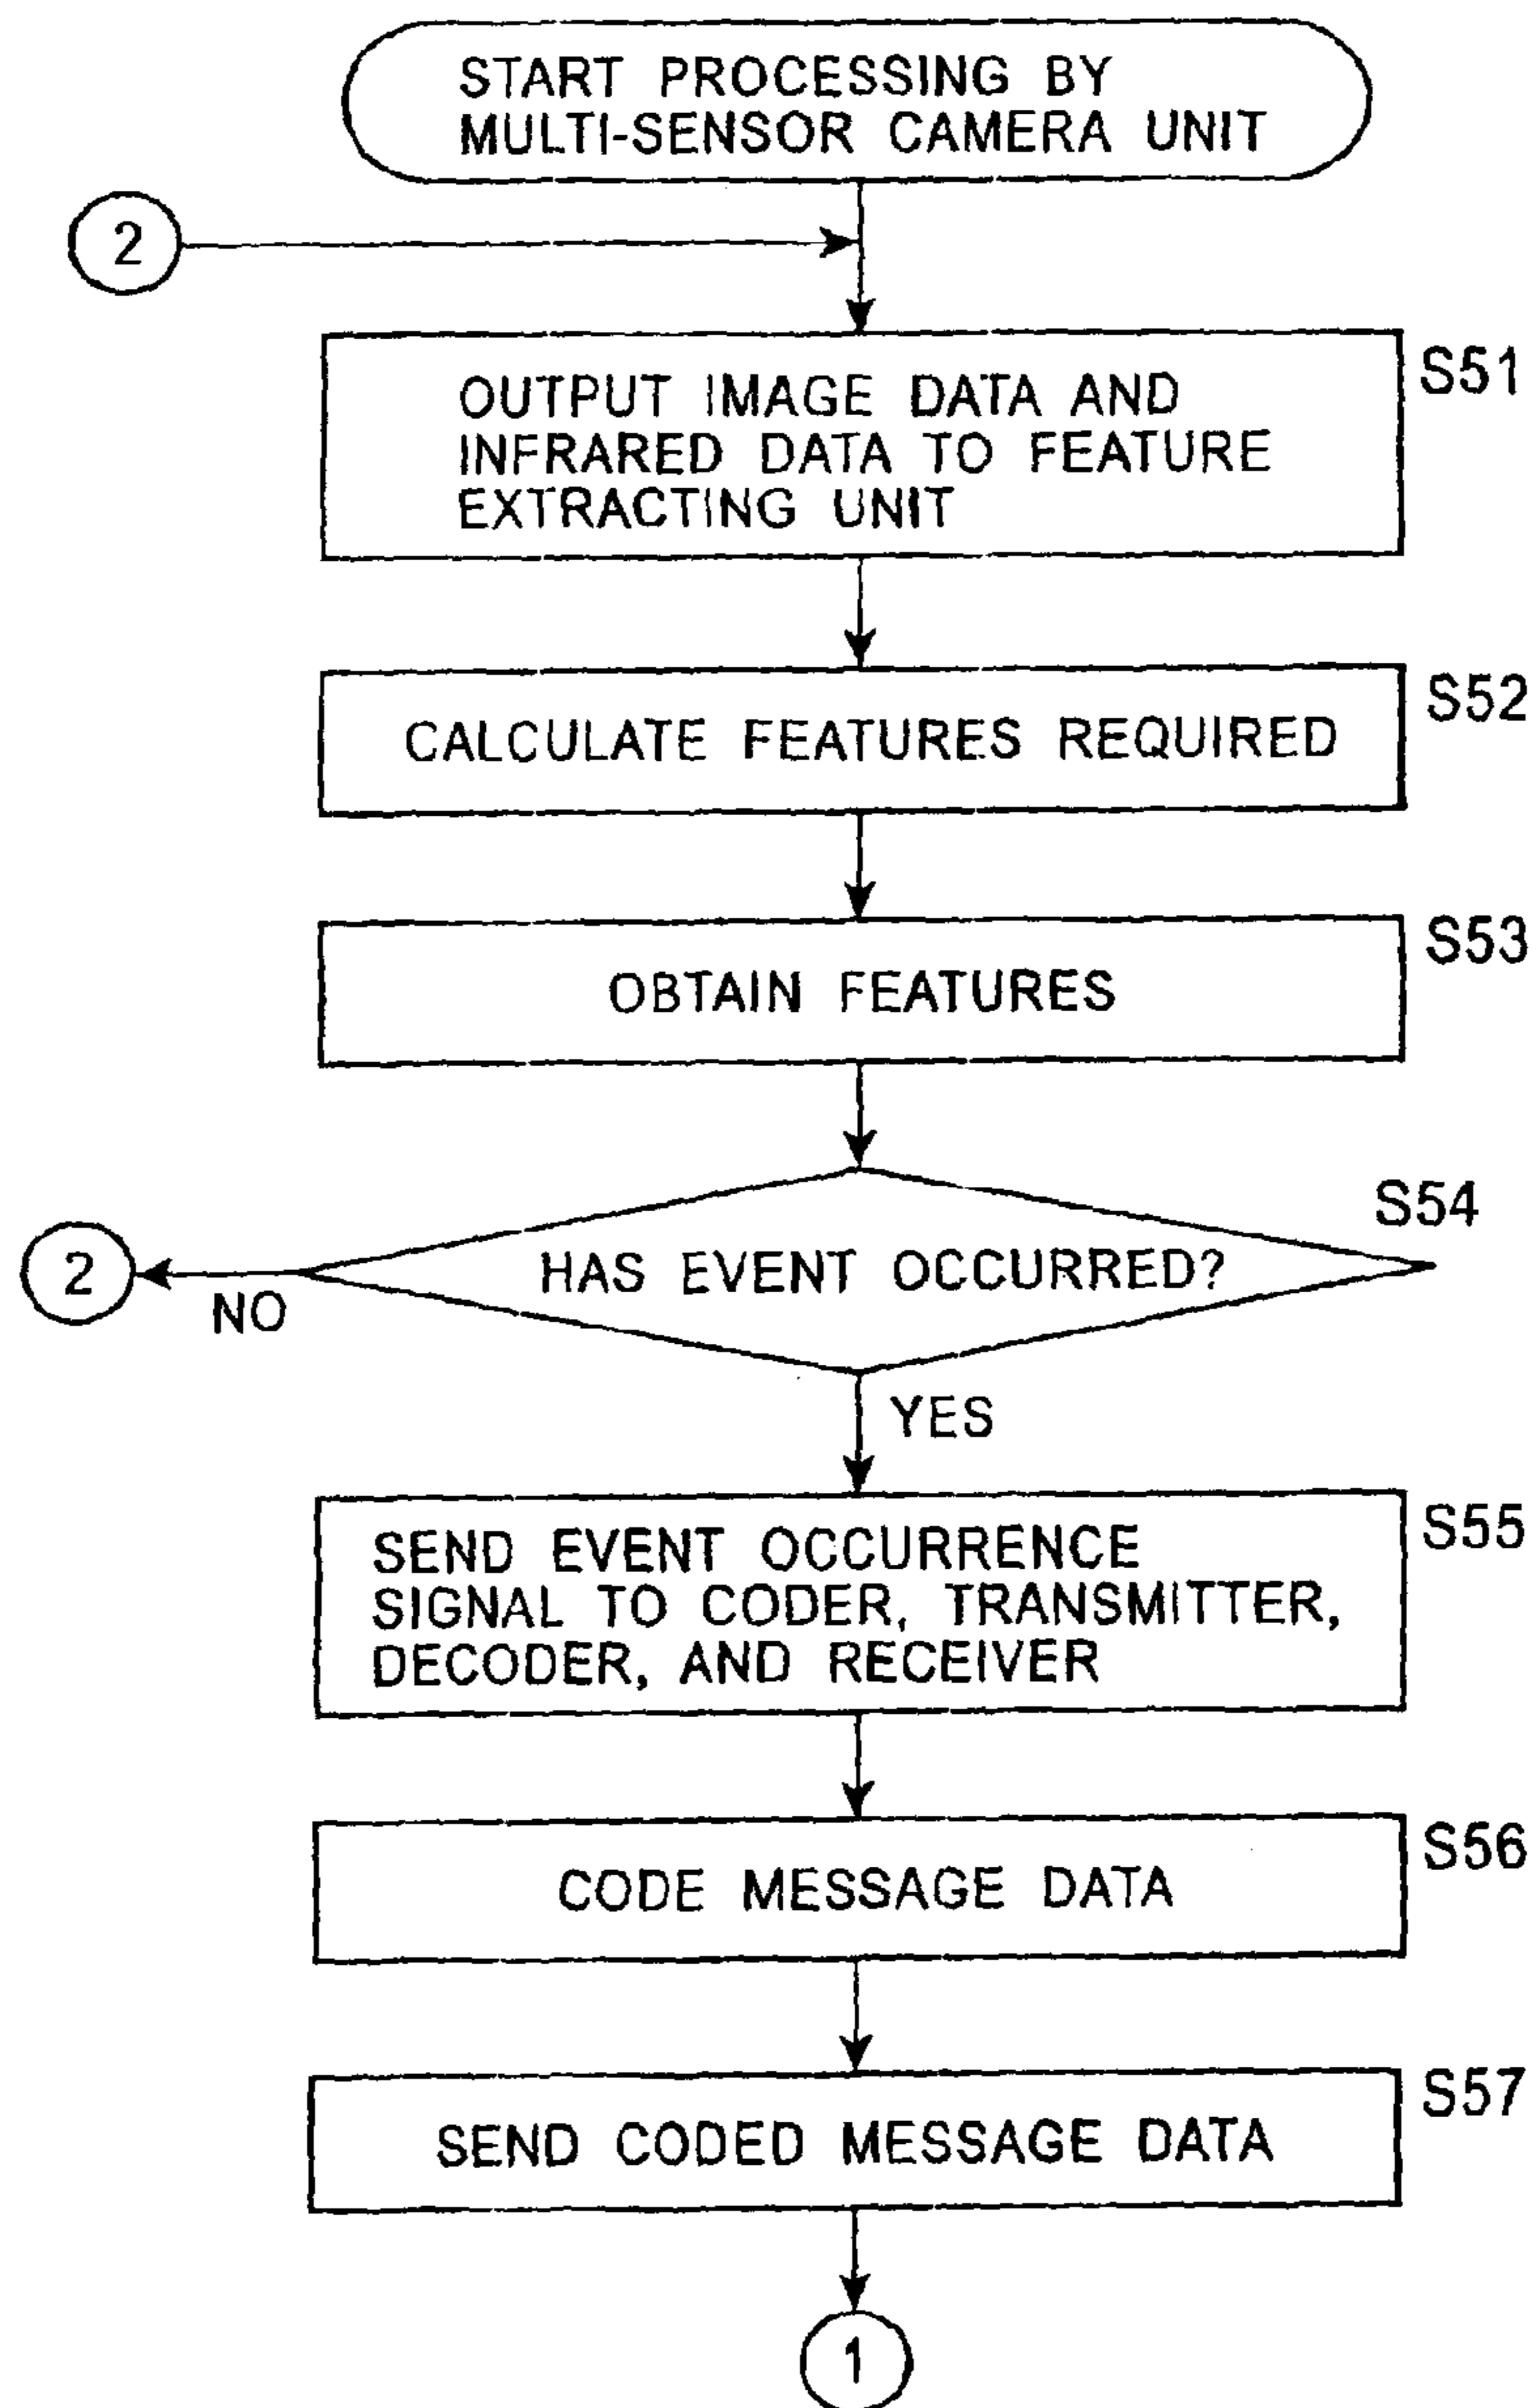 START PROCESSING BY
MULTI-SENSOR CAMERA UNIT
2
S51
OUTPUT IMAGE DATA AND
INFRARED DATA TO FEATURE
EXTRACTING UNIT
S52
CALCULATE FEATURES REQUIRED
S53
OBTAIN FEATURES
S54
HAS EVENT OCCURRED?
2
NO
YES
S55
SEND EVENT OCCURRENCE
SIGNAL TO CODER, TRANSMITTER,
DECODER, AND RECEIVER
S56
CODE MESSAGE DATA
S57
SEND CODED MESSAGE DATA
1